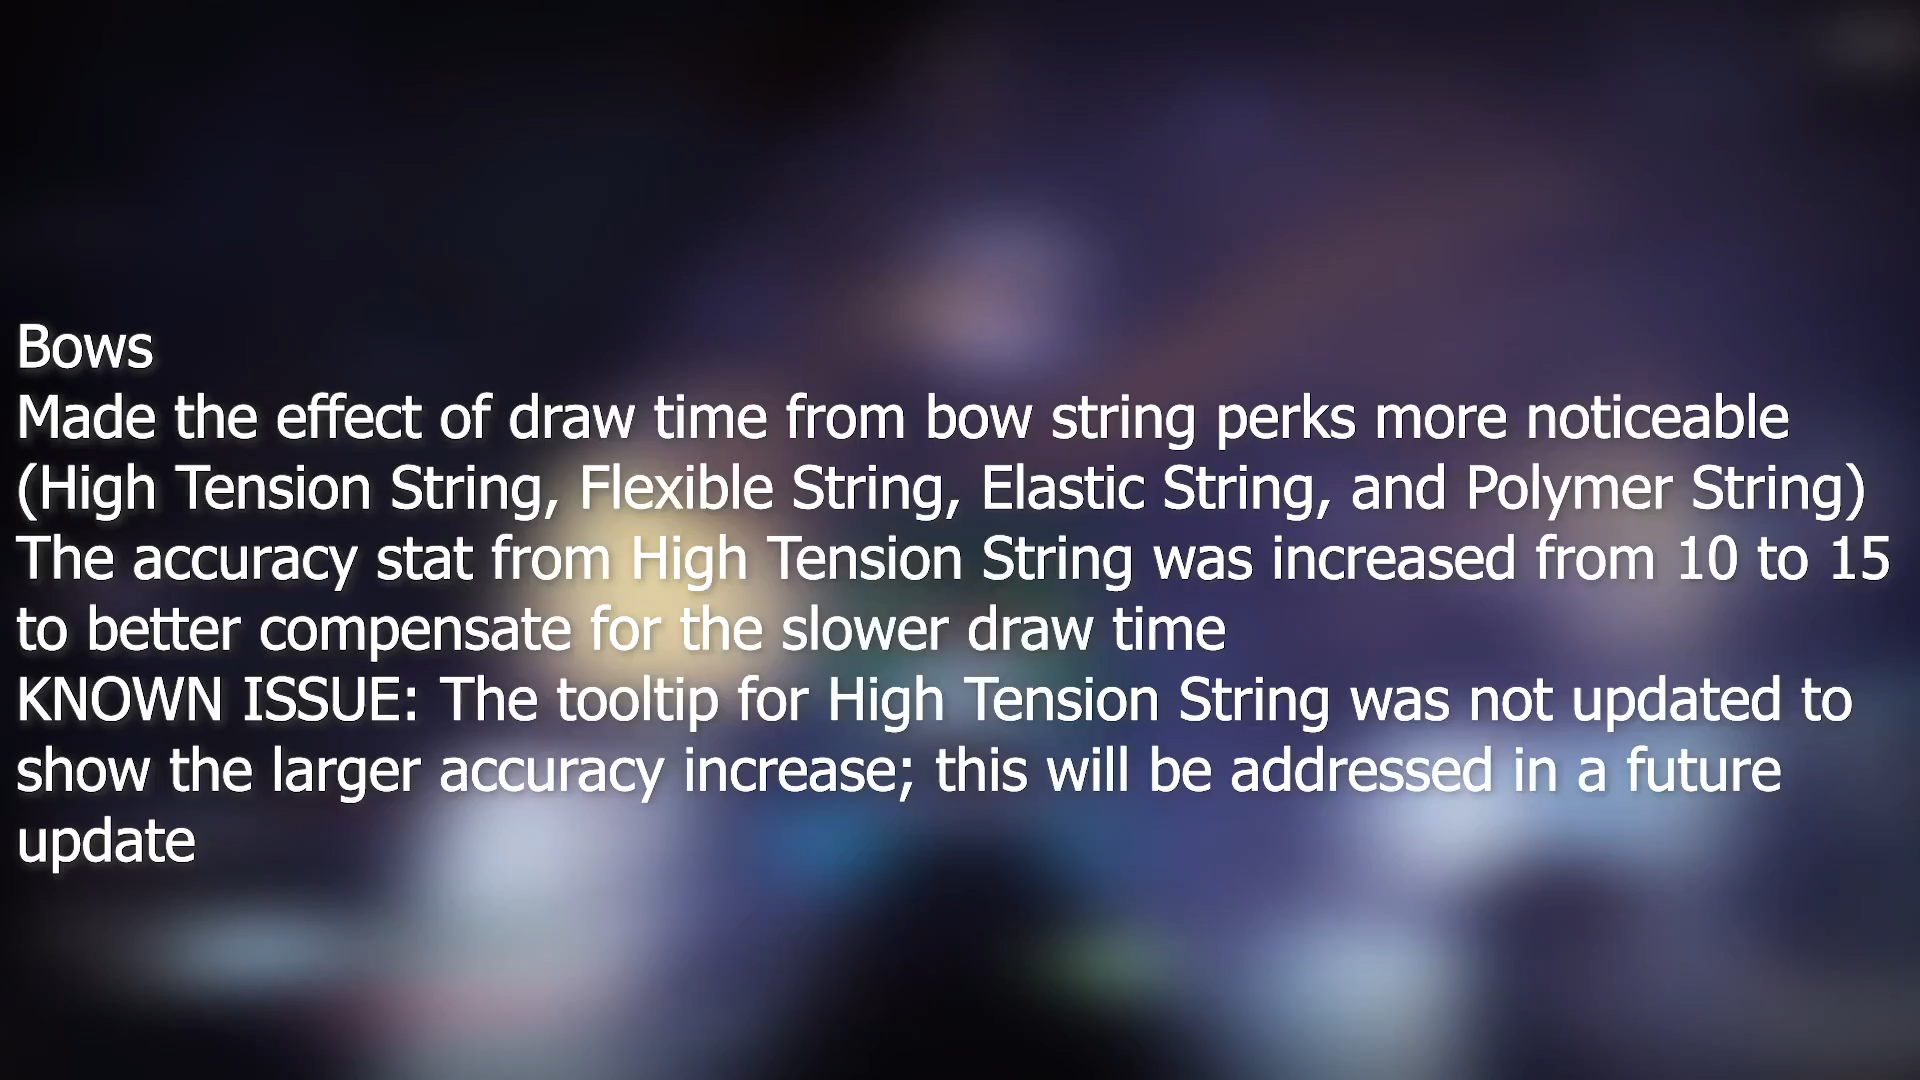 Bows
Made the effect of draw time from bow string perks more noticeable
(High Tension String, Flexible String, Elastic String, and Polymer String)
The accuracy stat from High Tension String was increased from 10 to 15
to better compensate for the slower draw time
KNOWN ISSUE: The tooltip for High Tension String was not updated to
show the larger accuracy increase; this will be addressed in a future
update